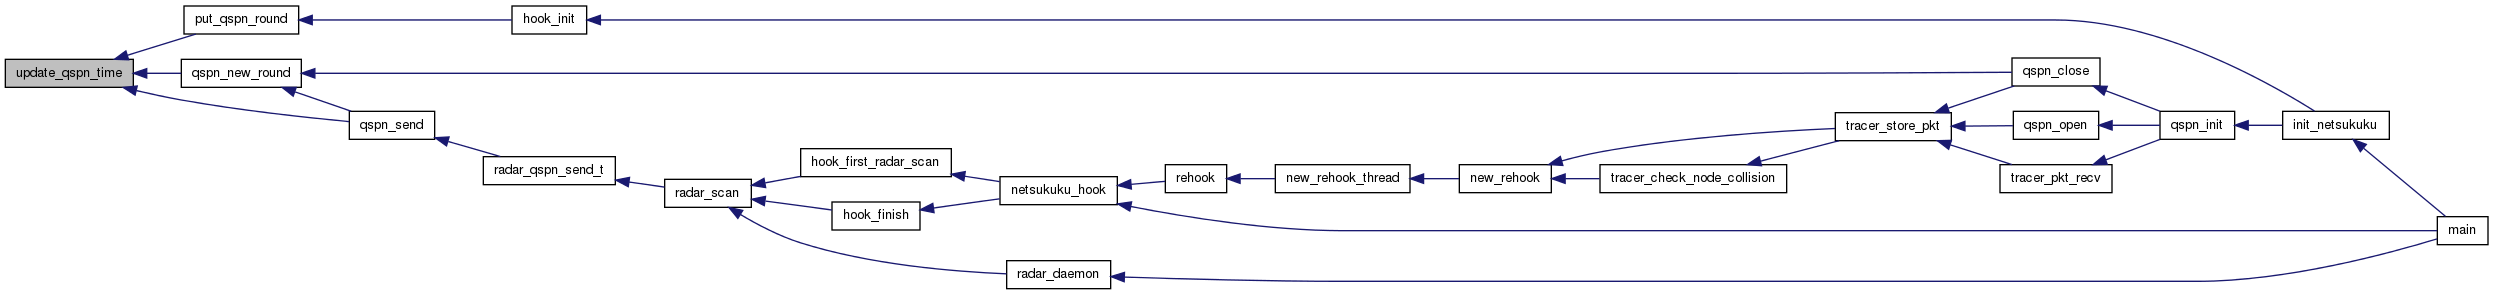 put_qspn_round
hook_init
update_qspn_time
qspn_new_round
qspn_close
qspn_send
tracer_store_pkt
qspn_open
qspn_init
init_netsukuku
radar_qspn_send_t
hook_first_radar_scan
radar_scan
netsukuku_hook
rehook
new_rehook_thread
new_rehook
tracer_check_node_collision
tracer_pkt_recv
hook_finish
main
radar_daemon